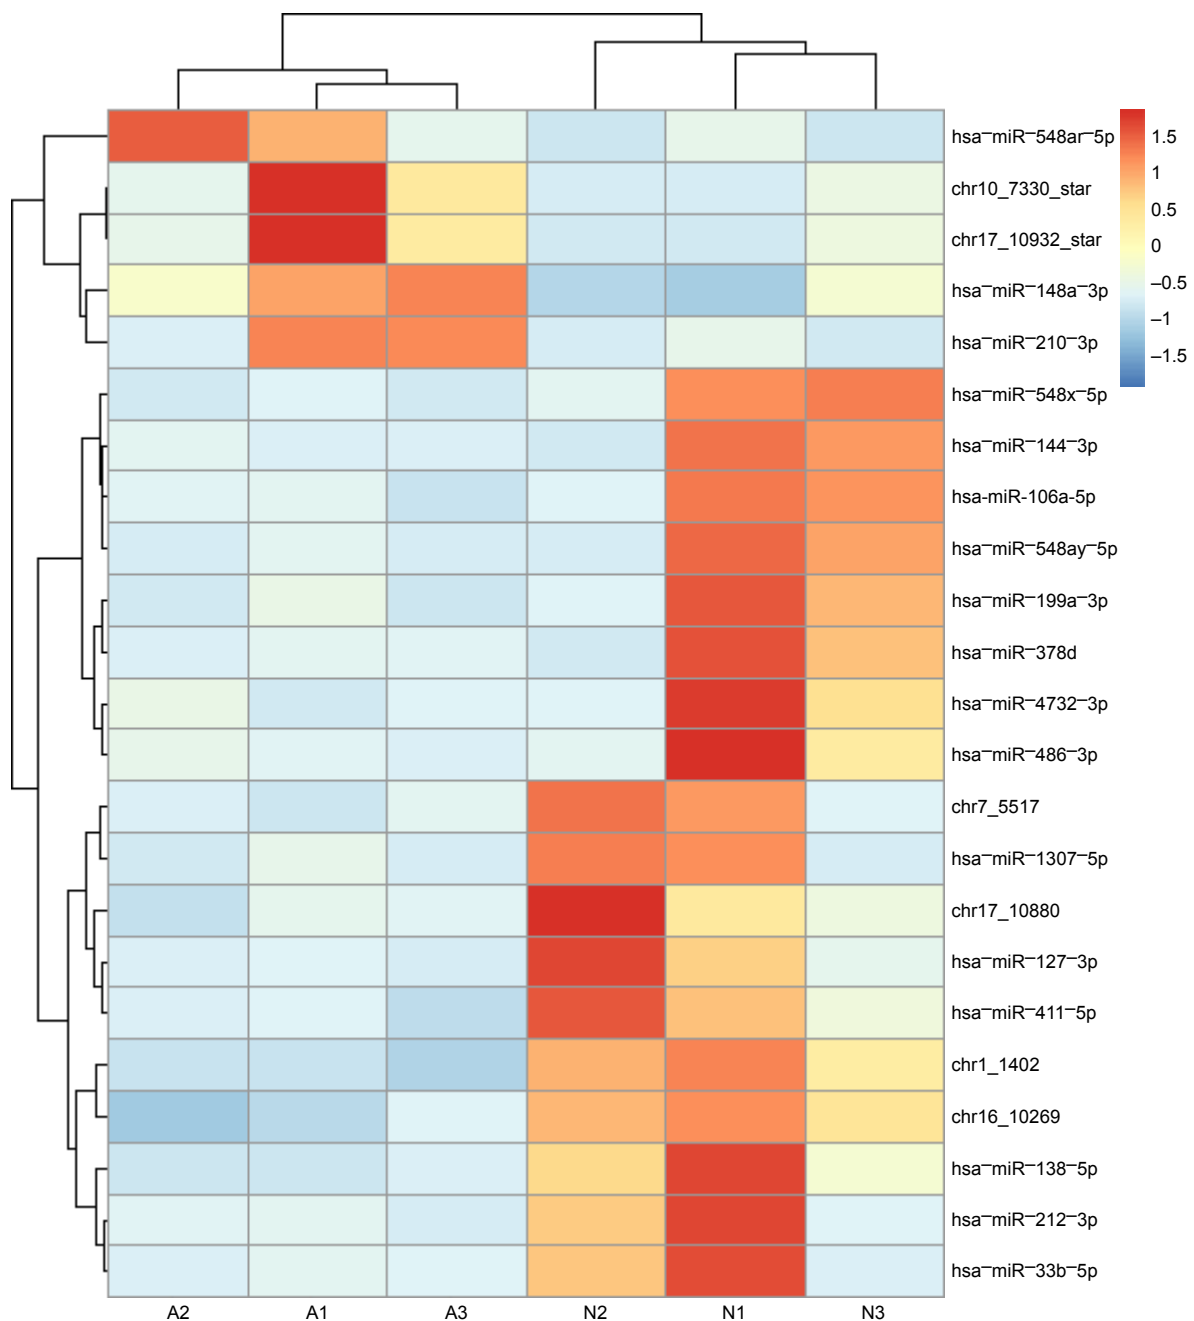 hsa–miR–548ar–5p
chr10_7330_star
chr17_10932_star
hsa–miR–148a–3p
hsa–miR–210–3p
hsa–miR–548x–5p
hsa–miR–144–3p
hsa-miR-106a-5p
hsa–miR–548ay–5p
hsa–miR–199a–3p
hsa–miR–378d
hsa–miR–4732–3p
hsa–miR–486–3p
chr7_5517
hsa–miR–1307–5p
chr17_10880
hsa–miR–127–3p
hsa–miR–411–5p
chr1_1402
chr16_10269
hsa–miR–138–5p
hsa–miR–212–3p
hsa–miR–33b–5p
1.5
1
0.5
0
–0.5
–1
–1.5
A2 A1 A3 N2 N1 N3